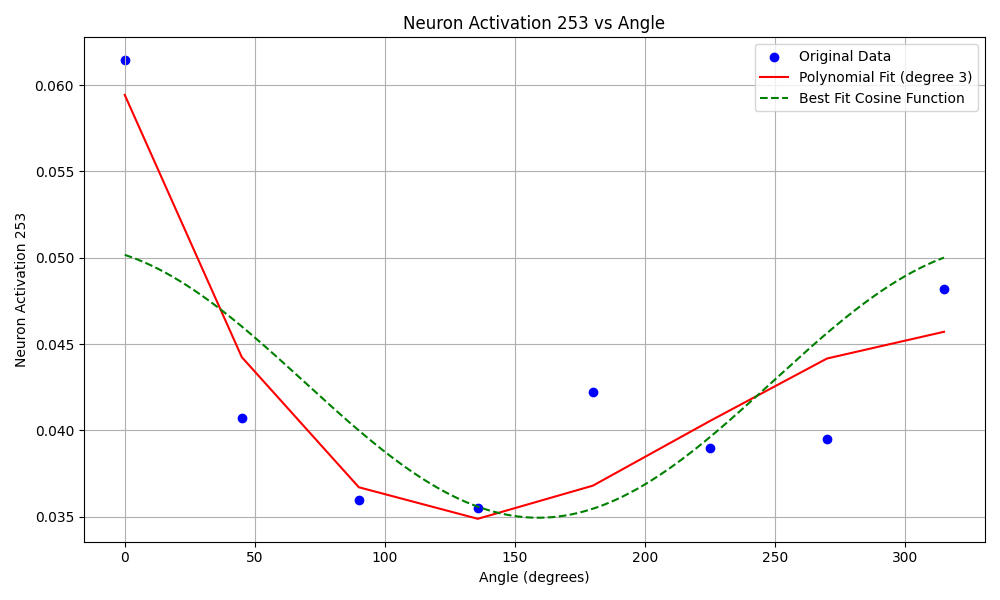 Neuron Activation 253 vs Angle
Original Data
Polynomial Fit (degree 3)
Best Fit Cosine Function
Neuron Activation 253
0.060
0.055
0.050
0.045
0.040
0.035
0
50
100
150
200
250
300
Angle (degrees)